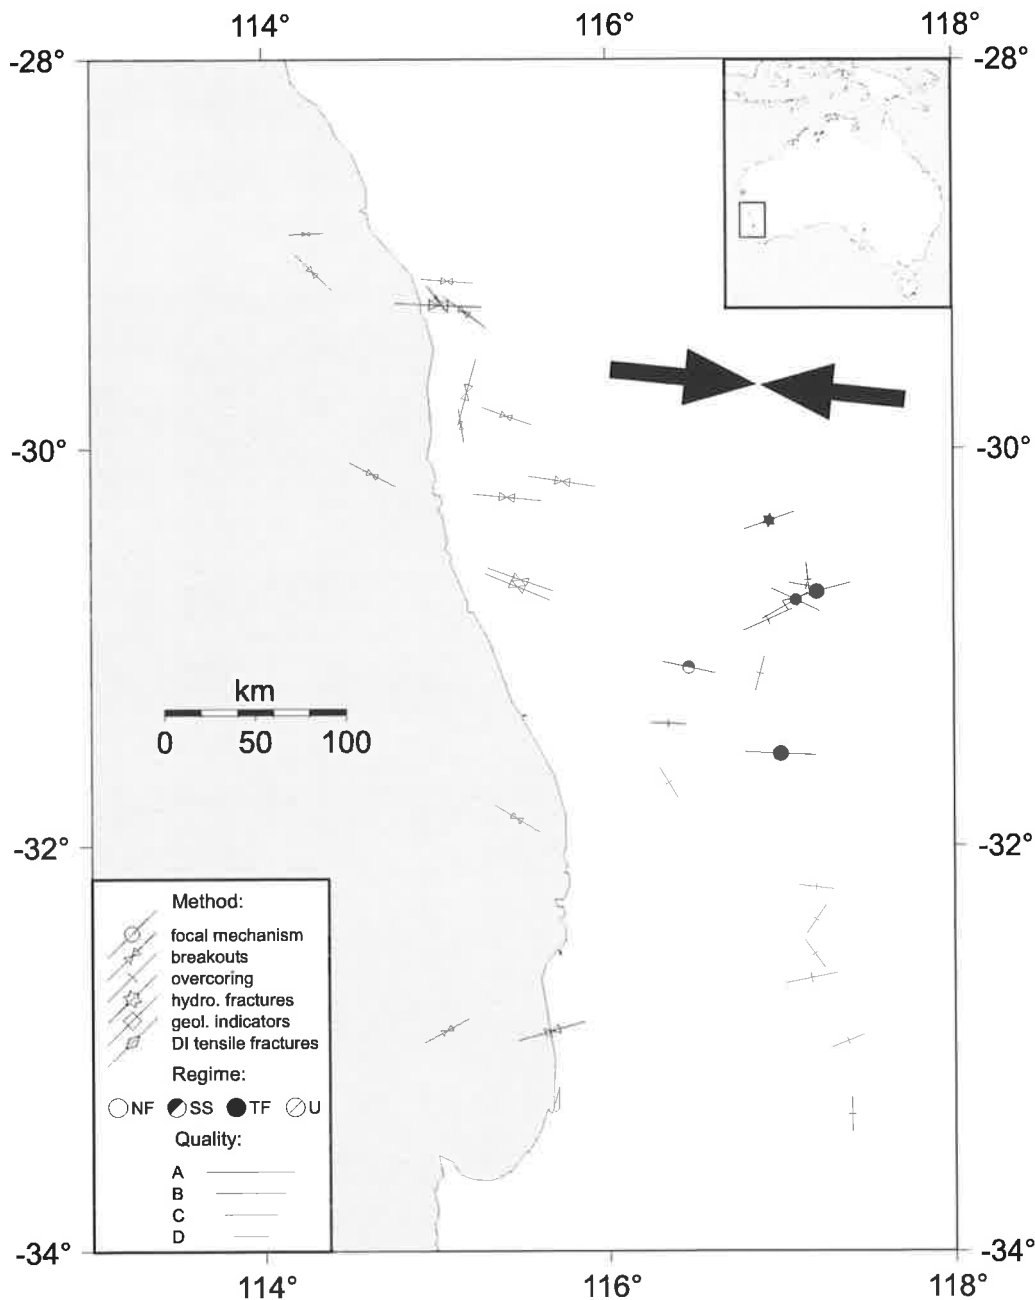 114°
116°
118°
-28°
-28°
-30°
-30°
km
0 50 100
-32°
-32°
Method:
focal mechanism
breakouts
overcoring
hydro. fractures
geol. indicators
DI tensile fractures
Regime:
NF SS TF U
Quality:
A
B
C
D
-34°
-34°
114°
116°
118°